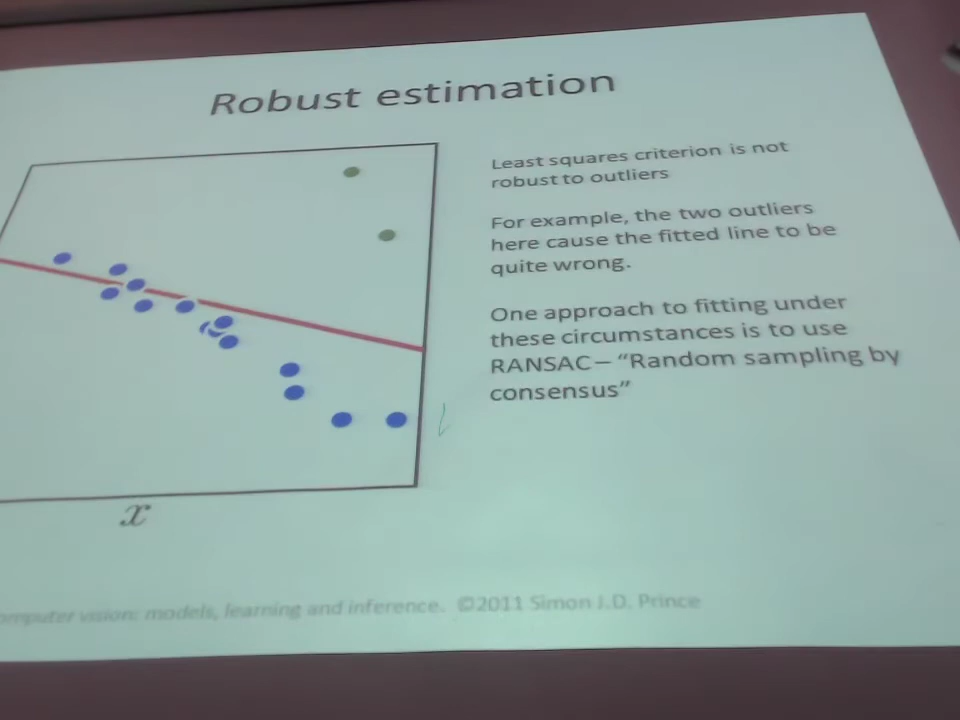 Robust estimation
Least squares criterion is not
robust to outliers
For example, the two outliers
here cause the fitted line to be
quite wrong.
One approach to fitting under
these circumstances is to use
RANSAC – “Random sampling by
consensus”
x
omputer vision: models, learning and inference. ©2011 Simon J.D. Prince